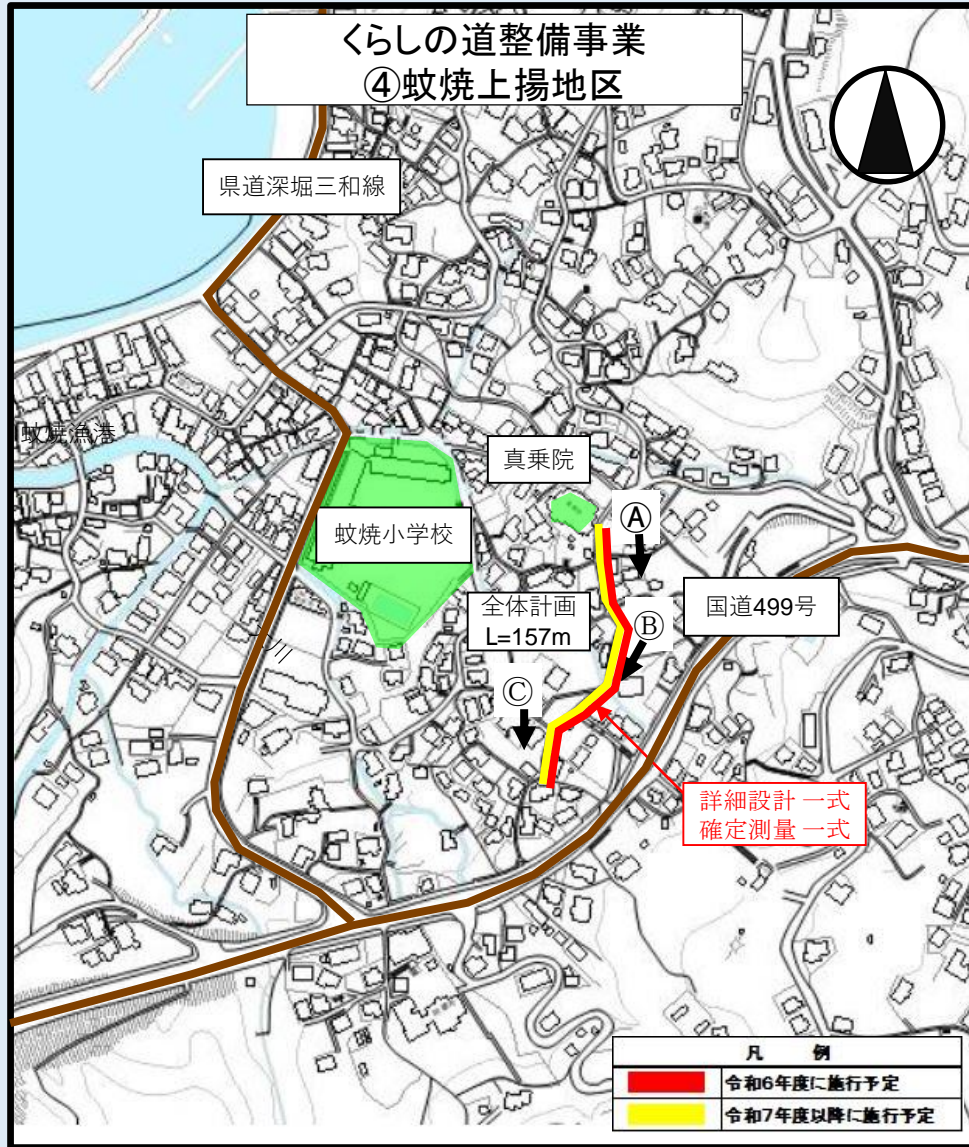 くらしの道整備事業
④蚊焼上揚地区
県道深堀三和線
蚊焼漁港
真乗院
Ⓐ
蚊焼小学校
全体計画
L=157m
国道499号
Ⓑ
Ⓒ
詳細設計 一式
確定測量 一式
凡 例
令和6年度に施行予定
令和7年度以降に施行予定